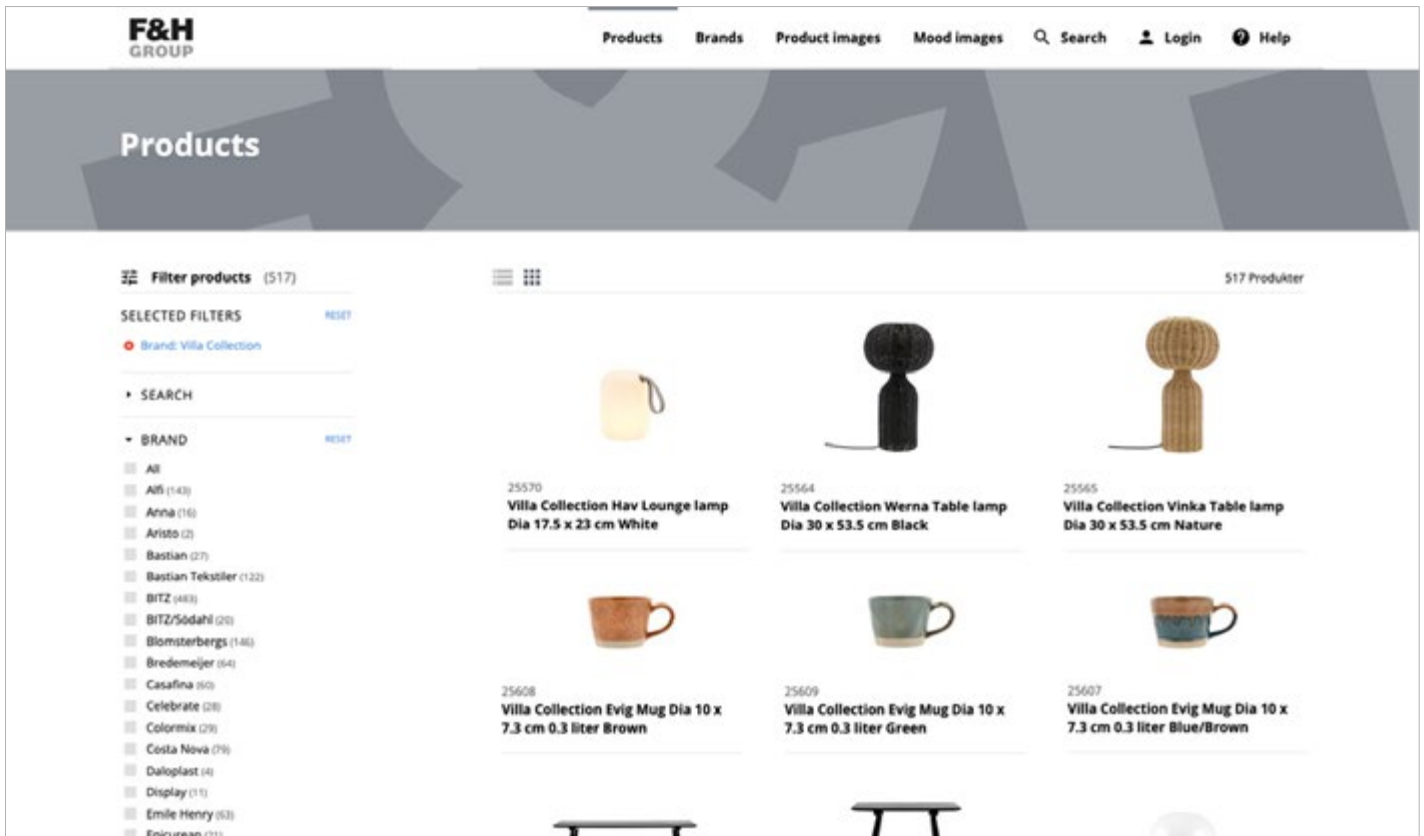 F&H
GROUP
Products
Brands
Product images
Mood images
Search
Login
Help
Products
Filter products (517)
SELECTED FILTERS
RESET
Brand: Villa Collection
SEARCH
BRAND
RESET
All
Alfi (143)
Anna (16)
Aristo (2)
Bastian (27)
Bastian Tekstiler (122)
BITZ (483)
BITZ/Södahl (20)
Blomsterbergs (146)
Bredemeijer (64)
Casafina (60)
Celebrate (28)
Colormix (29)
Costa Nova (79)
Daloplast (4)
Display (11)
Emile Henry (63)
Epicurean (21)
517 Produkter
25570
Villa Collection Hav Lounge lamp
Dia 17.5 x 23 cm White
25564
Villa Collection Werna Table lamp
Dia 30 x 53.5 cm Black
25565
Villa Collection Vinka Table lamp
Dia 30 x 53.5 cm Nature
25608
Villa Collection Evig Mug Dia 10 x
7.3 cm 0.3 liter Brown
25609
Villa Collection Evig Mug Dia 10 x
7.3 cm 0.3 liter Green
25607
Villa Collection Evig Mug Dia 10 x
7.3 cm 0.3 liter Blue/Brown